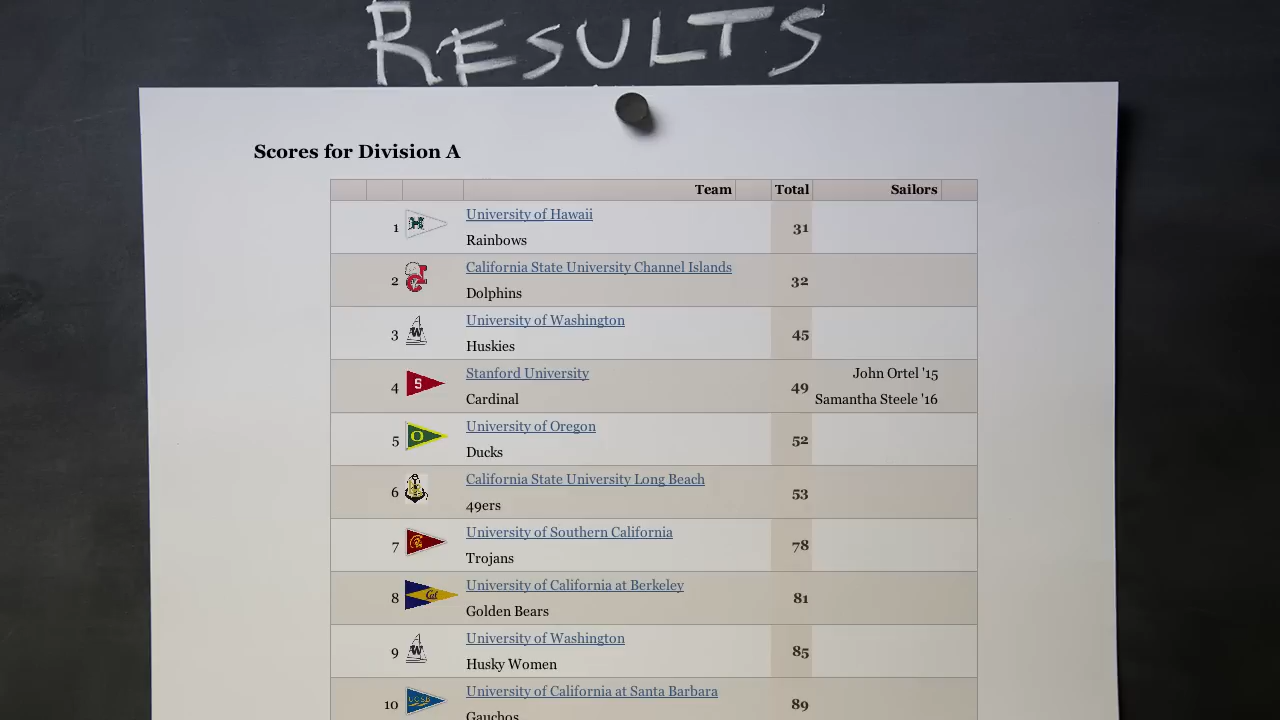 RESULTS
Scores for Division A
Team Total Sailors
1 University of Hawaii 31
Rainbows
2 California State University Channel Islands 32
Dolphins
3 University of Washington 45
Huskies
4 Stanford University 49 John Ortel '15
Cardinal Samantha Steele '16
5 University of Oregon 52
Ducks
6 California State University Long Beach 53
49ers
7 University of Southern California 78
Trojans
8 Cal University of California at Berkeley 81
Golden Bears
9 University of Washington 85
Husky Women
10 UCSB University of California at Santa Barbara 89
Gauchos